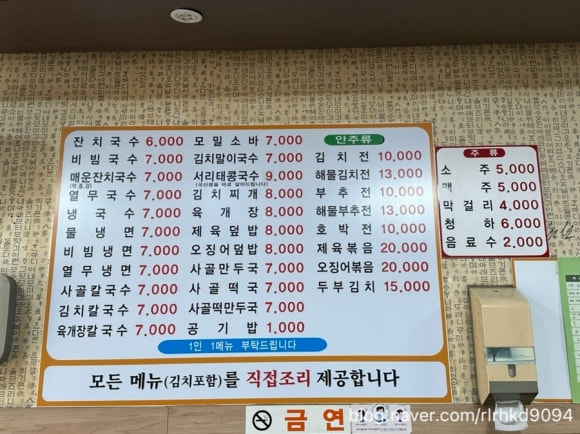 잔치국수 6,000
비빔국수 7,000
매운잔치국수 7,000
열무국수 7,000
냉국수 7,000
물냉면 7,000
비빔냉면 7,000
열무냉면 7,000
사골칼국수 7,000
김치칼국수 7,000
육개장칼국수 7,000
모밀소바 7,000
김치말이국수 7,000
서리태콩국수 9,000
(국산콩을 바로 갈아드립니다)
김치찌개 8,000
육개장 8,000
제육덮밥 8,000
오징어덮밥 8,000
사골만두국 7,000
사골떡국 7,000
사골떡만두국 7,000
공기밥 1,000
안주류
김치전 10,000
해물김치전 13,000
부추전 10,000
해물부추전 13,000
호박전 10,000
제육볶음 20,000
오징어볶음 20,000
두부김치 15,000
1인 1메뉴 부탁드립니다
모든 메뉴(김치포함)를 직접조리 제공합니다
주류
소주 5,000
맥주 5,000
막걸리 4,000
청하 6,000
음료수 2,000
금연
blog.naver.com/rlrhkd9094